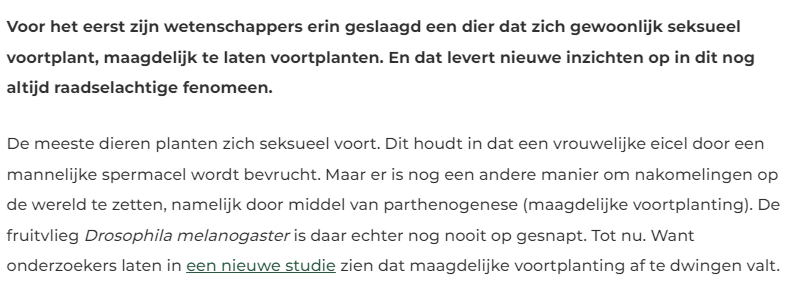 Voor het eerst zijn wetenschappers erin geslaagd een dier dat zich gewoonlijk seksueel
voortplant, maagdelijk te laten voortplanten. En dat levert nieuwe inzichten op in dit nog
altijd raadselachtige fenomeen.
De meeste dieren planten zich seksueel voort. Dit houdt in dat een vrouwelijke eicel door een
mannelijke spermacel wordt bevrucht. Maar er is nog een andere manier om nakomelingen op
de wereld te zetten, namelijk door middel van parthenogenese (maagdelijke voortplanting). De
fruitvlieg Drosophila melanogaster is daar echter nog nooit op gesnapt. Tot nu. Want
onderzoekers laten in een nieuwe studie zien dat maagdelijke voortplanting af te dwingen valt.